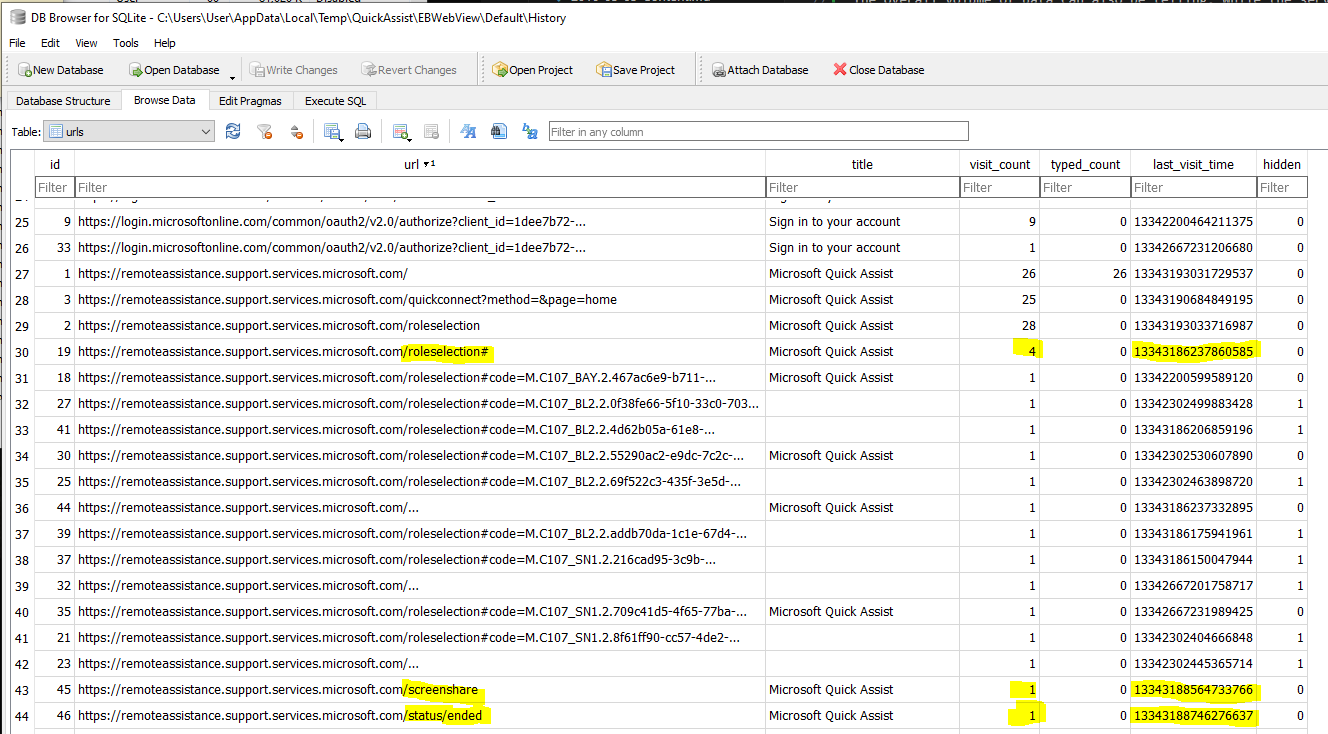 DB Browser for SQLite - C:\Users\User\AppData\Local\Temp\QuickAssist\EBWebView\Default\History
File Edit View Tools Help
New Database Open Database Write Changes Revert Changes Open Project Save Project Attach Database Close Database
Database Structure Browse Data Edit Pragmas Execute SQL
Table: urls Filter in any column
id url 1 title visit_count typed_count last_visit_time hidden
Filter Filter Filter Filter Filter Filter Filter
25 9 https://login.microsoftonline.com/common/oauth2/v2.0/authorize?client_id=1dee7b72-... Sign in to your account 9 0 13342200464211375 0
26 33 https://login.microsoftonline.com/common/oauth2/v2.0/authorize?client_id=1dee7b72-... Sign in to your account 1 0 13342667231206680 0
27 1 https://remoteassistance.support.services.microsoft.com/ Microsoft Quick Assist 26 26 13343193031729537 0
28 3 https://remoteassistance.support.services.microsoft.com/quickconnect?method=&page=home Microsoft Quick Assist 25 0 13343190684849195 0
29 2 https://remoteassistance.support.services.microsoft.com/roleselection Microsoft Quick Assist 28 0 13343193033716987 0
30 19 https://remoteassistance.support.services.microsoft.com/roleselection# Microsoft Quick Assist 4 0 13343186237860585 0
31 18 https://remoteassistance.support.services.microsoft.com/roleselection#code=M.C107_BAY.2.467ac6e9-b711-... Microsoft Quick Assist 1 0 13342200599589120 0
32 27 https://remoteassistance.support.services.microsoft.com/roleselection#code=M.C107_BL2.2.0f38fe66-5f10-33c0-703... 1 0 13342302499883428 1
33 41 https://remoteassistance.support.services.microsoft.com/roleselection#code=M.C107_BL2.2.4d62b05a-61e8-... 1 0 13343186206859196 1
34 30 https://remoteassistance.support.services.microsoft.com/roleselection#code=M.C107_BL2.2.55290ac2-e9dc-7c2c-... Microsoft Quick Assist 1 0 13342302530607890 0
35 25 https://remoteassistance.support.services.microsoft.com/roleselection#code=M.C107_BL2.2.69f522c3-435f-3e5d-... 1 0 13342302463898720 1
36 44 https://remoteassistance.support.services.microsoft.com/... Microsoft Quick Assist 1 0 13343186237332895 0
37 39 https://remoteassistance.support.services.microsoft.com/roleselection#code=M.C107_BL2.2.addb70da-1c1e-67d4-... 1 0 13343186175941961 1
38 37 https://remoteassistance.support.services.microsoft.com/roleselection#code=M.C107_SN1.2.216cad95-3c9b-... 1 0 13343186150047944 1
39 32 https://remoteassistance.support.services.microsoft.com/... 1 0 13342667201758717 1
40 35 https://remoteassistance.support.services.microsoft.com/roleselection#code=M.C107_SN1.2.709c41d5-4f65-77ba-... Microsoft Quick Assist 1 0 13342667231989425 0
41 21 https://remoteassistance.support.services.microsoft.com/roleselection#code=M.C107_SN1.2.8f61ff90-cc57-4de2-... 1 0 13342302404666848 1
42 23 https://remoteassistance.support.services.microsoft.com/... 1 0 13342302445365714 1
43 45 https://remoteassistance.support.services.microsoft.com/screenshare Microsoft Quick Assist 1 0 13343188564733766 0
44 46 https://remoteassistance.support.services.microsoft.com/status/ended Microsoft Quick Assist 1 0 13343188746276637 0